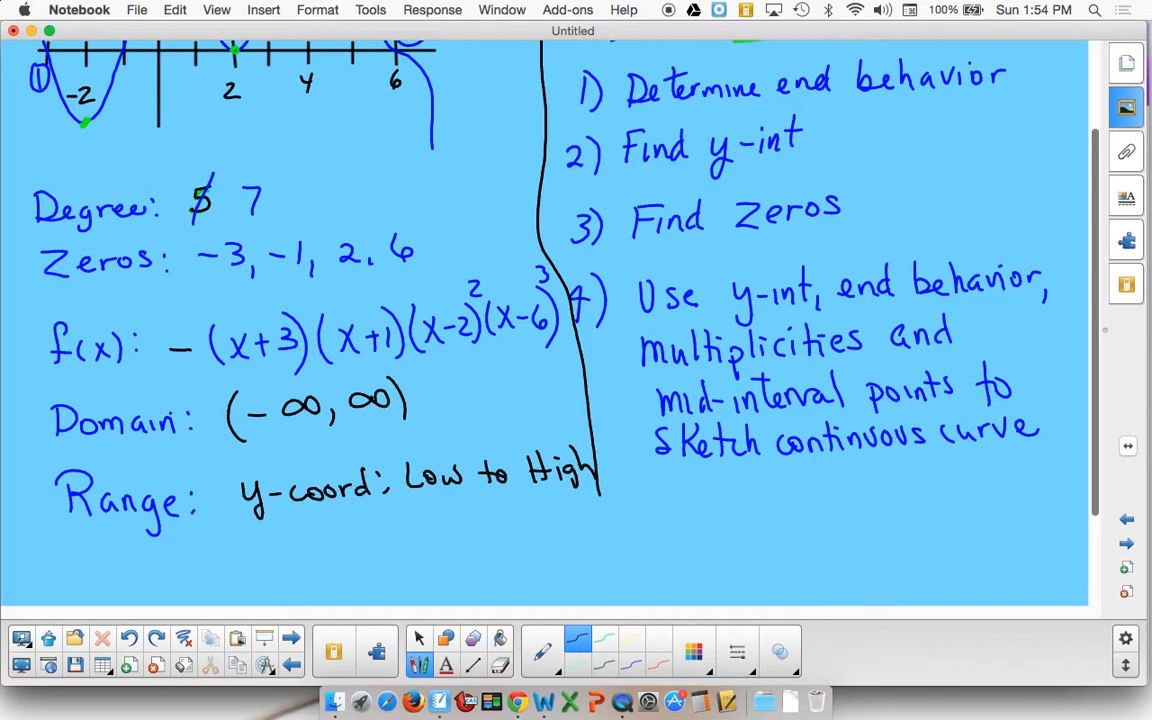 Notebook File Edit View Insert Format Tools Lessons Response Window Add-ons Help 100% Sun 1:54 PM
Untitled
①
-2 2 4 6
Degree: 5 7
Zeros: -3, -1, 2, 6
f(x): - (x+3)(x+1)(x-2)²(x-6)³
Domain: (-∞, ∞)
Range: y-coord: Low to High
1) Determine end behavior
2) Find y-int
3) Find zeros
4) Use y-int, end behavior,
multiplicities and
mid-interval points to
sketch continuous curve